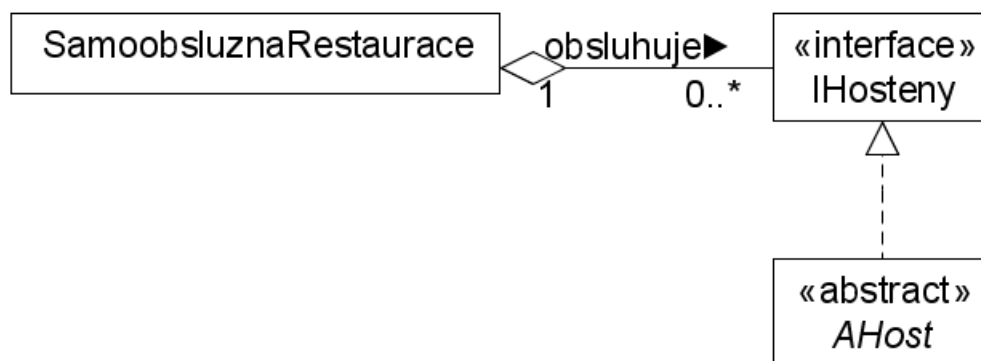 SamoobsluznaRestaurace
obsluhuje▶
1
0..*
«interface»
IHosteny
«abstract»
AHost